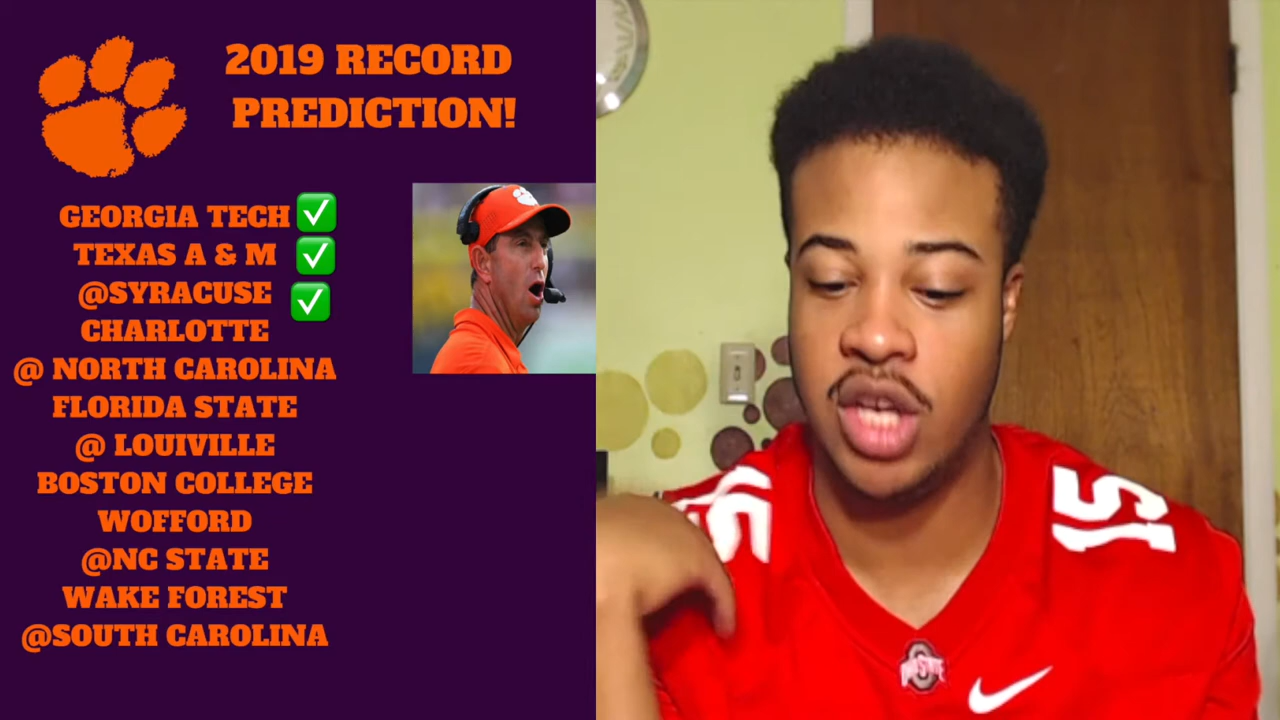 2019 RECORD
PREDICTION!
GEORGIA TECH
TEXAS A & M
@SYRACUSE
CHARLOTTE
@ NORTH CAROLINA
FLORIDA STATE
@ LOUIVILLE
BOSTON COLLEGE
WOFFORD
@NC STATE
WAKE FOREST
@SOUTH CAROLINA
15
15